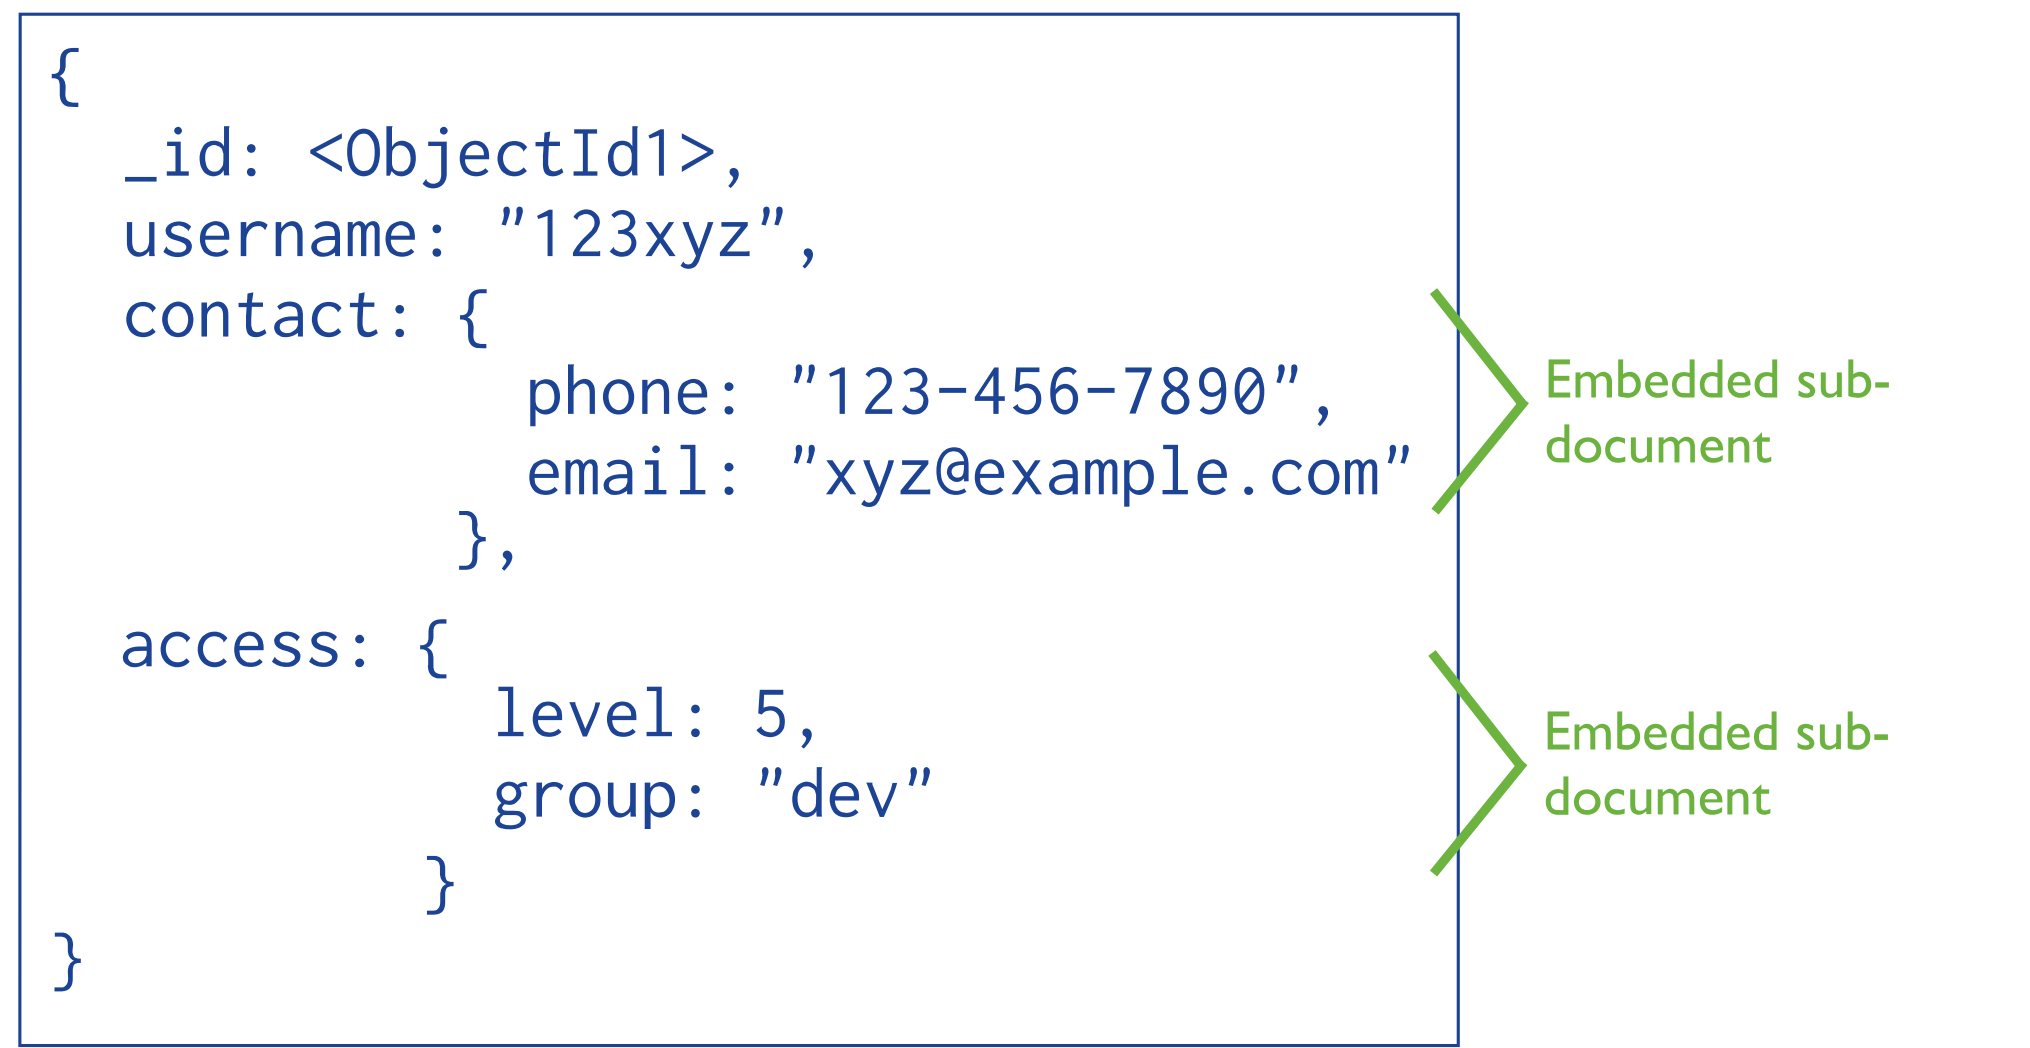 {
_id: <ObjectId1>,
username: "123xyz",
contact: {
phone: "123-456-7890",
email: "xyz@example.com"
},
access: {
level: 5,
group: "dev"
}
}
Embedded sub-
document
Embedded sub-
document